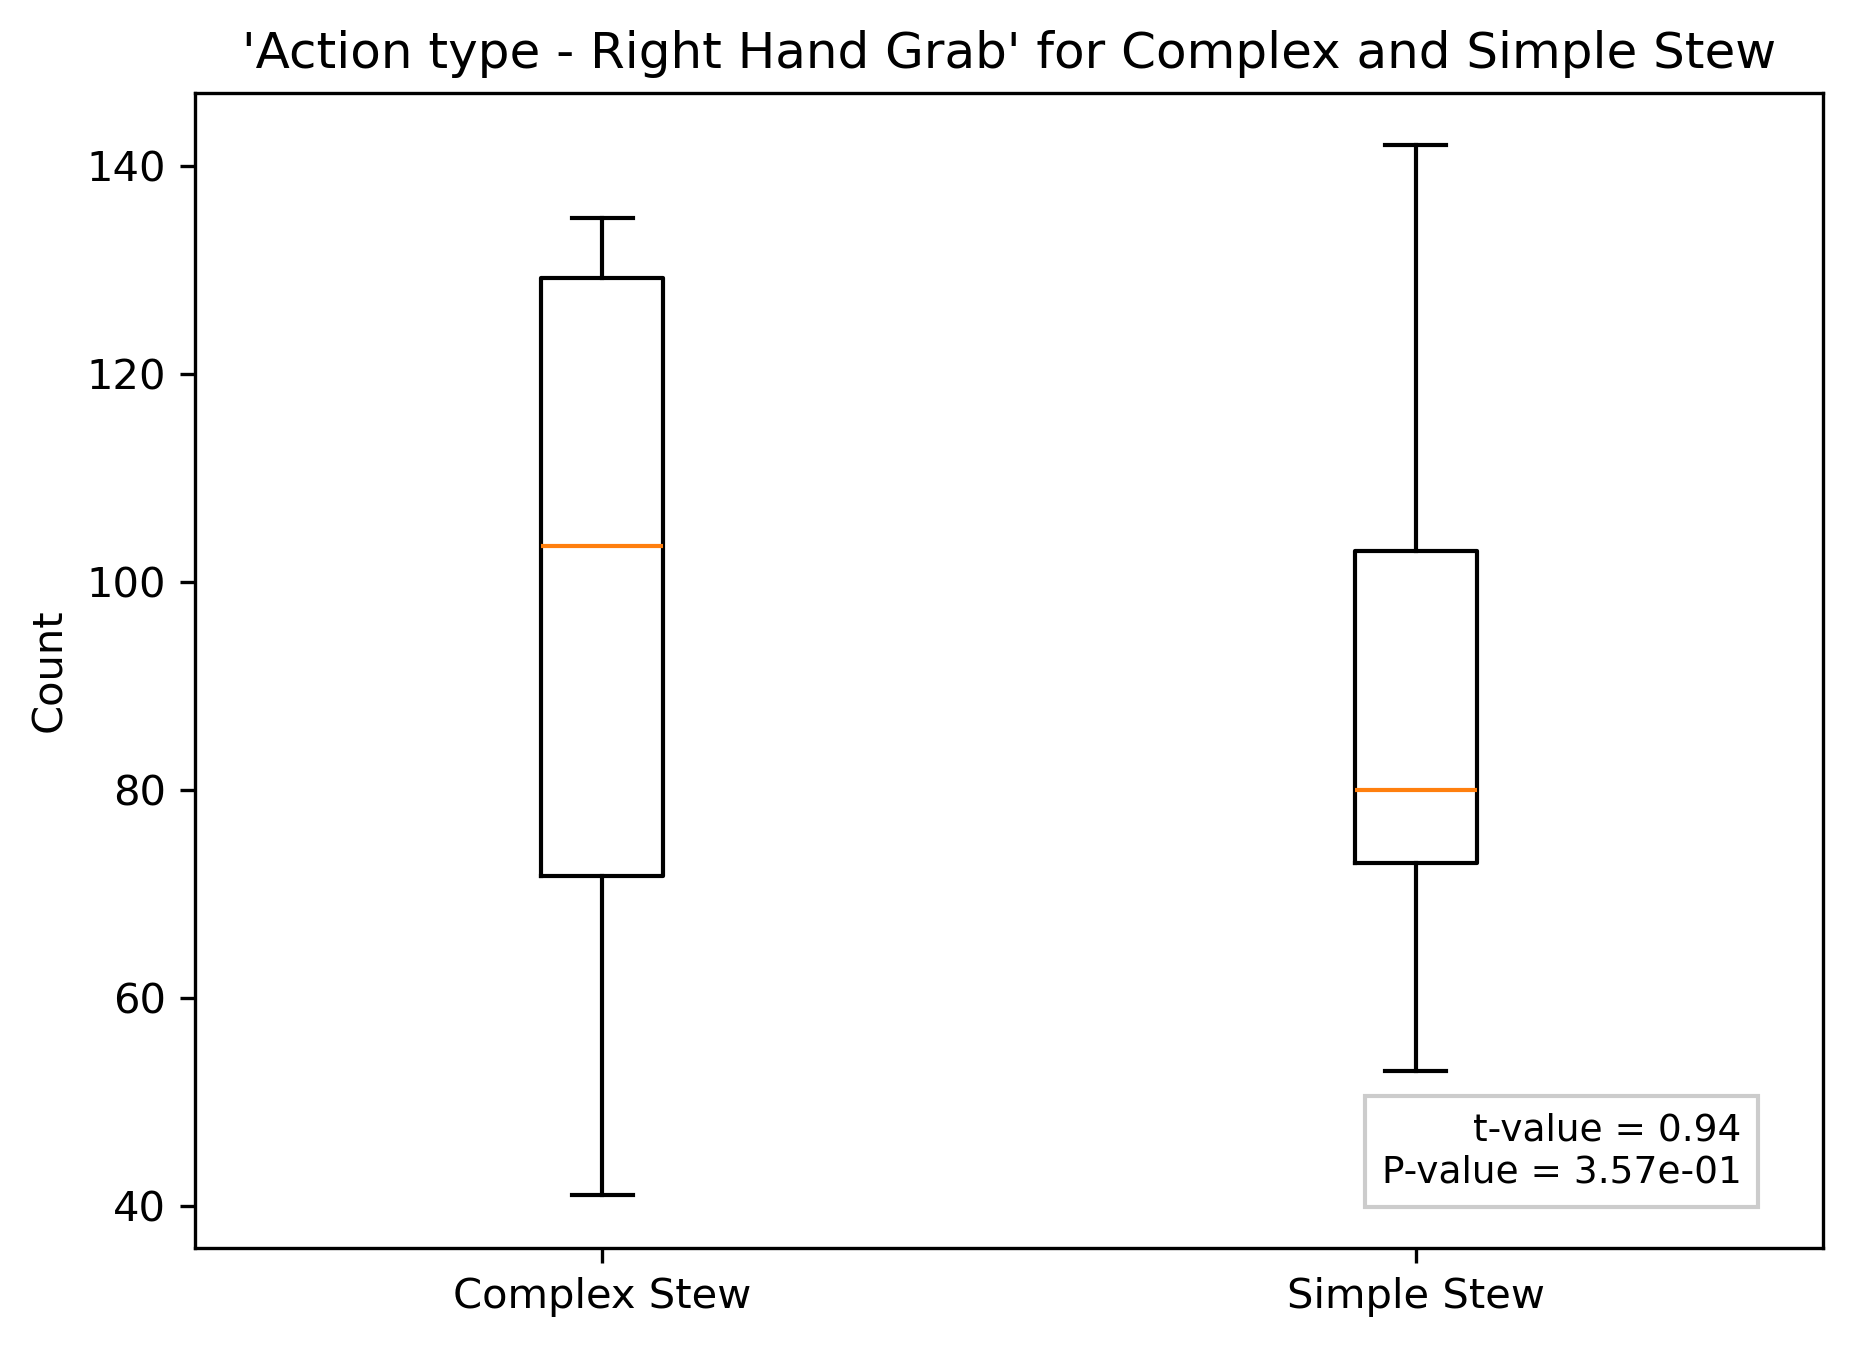 'Action type - Right Hand Grab' for Complex and Simple Stew
140
120
100
80
60
40
Count
t-value = 0.94
P-value = 3.57e-01
Complex Stew
Simple Stew